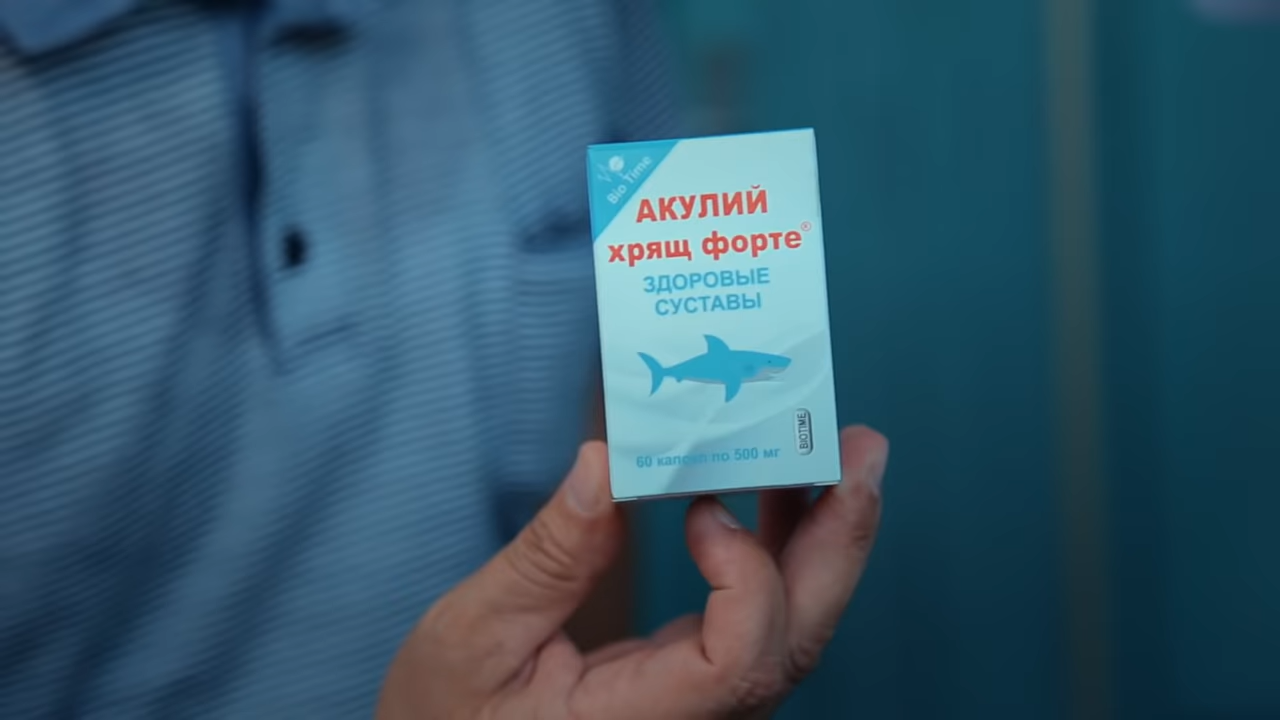 Bio Time
АКУЛИЙ
хрящ форте®
ЗДОРОВЫЕ
СУСТАВЫ
BIOTIME
60 капсул по 500 мг